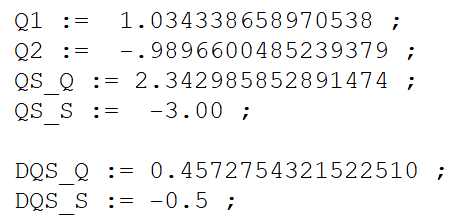 Q1 := 1.034338658970538 ;
Q2 := -.9896600485239379 ;
QS_Q := 2.342985852891474 ;
QS_S := -3.00 ;
DQS_Q := 0.4572754321522510 ;
DQS_S := -0.5 ;